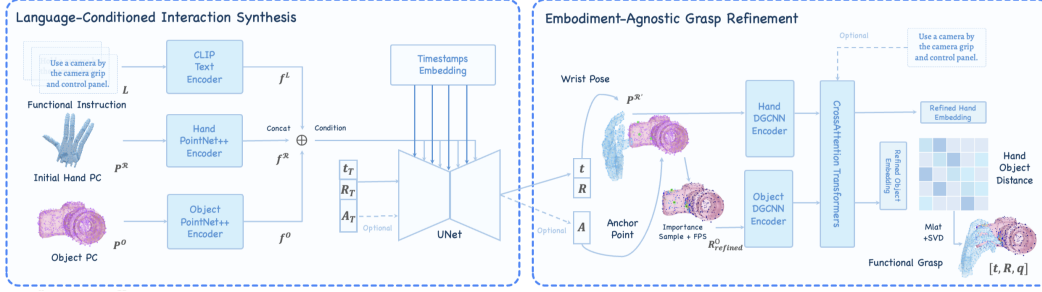 Language-Conditioned Interaction Synthesis
Use a camera by
the camera grip
and control panel.
L
Functional Instruction
CLIP
Text
Encoder
f^L
Initial Hand PC
P^R
Hand
PointNet++
Encoder
f^R
Object PC
P^O
Object
PointNet++
Encoder
f^O
Concat
⊕
Condition
Timestamps
Embedding
t_T
R_T
A_T
Optional
UNet
Embodiment-Agnostic Grasp Refinement
Wrist Pose
t
R
A
Optional
Anchor
Point
P^R'
Importance
Sample + FPS
R^O_refined
Hand
DGCNN
Encoder
Object
DGCNN
Encoder
CrossAttention Transformers
Optional
Use a camera by
the camera grip
and control panel.
Refined Hand
Embedding
Refined Object
Embedding
Hand
Object
Distance
Mlat
+SVD
Functional Grasp
[t, R, q]